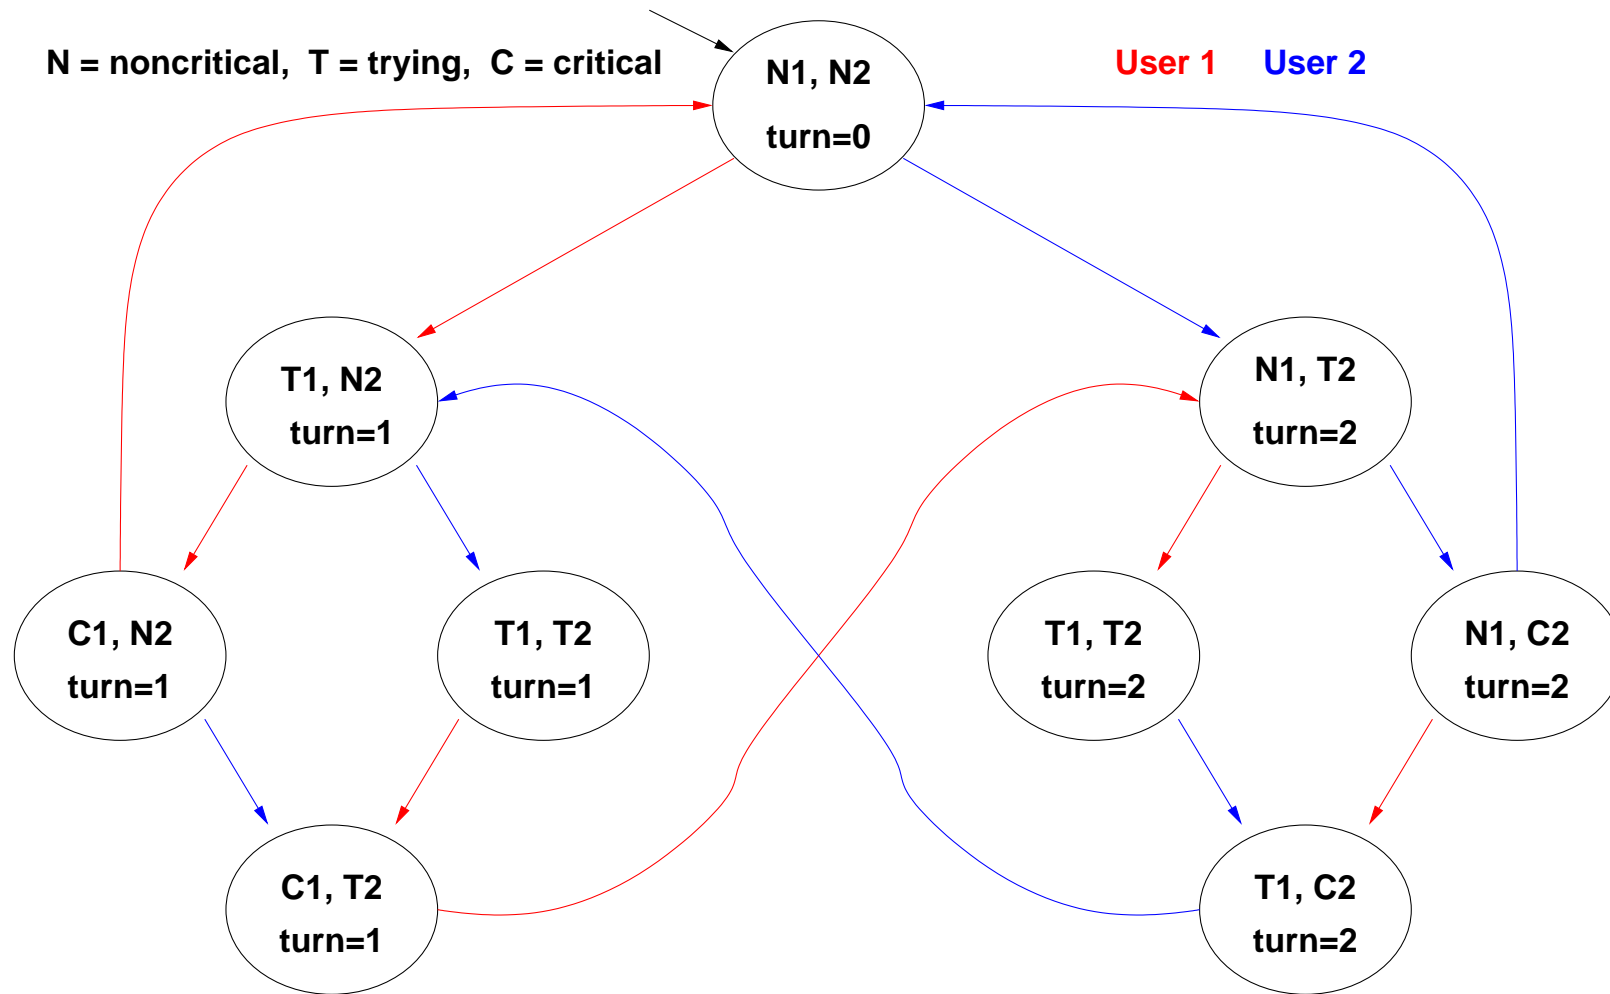 N = noncritical, T = trying, C = critical
User 1 User 2
N1, N2
turn=0
T1, N2
turn=1
N1, T2
turn=2
C1, N2
turn=1
T1, T2
turn=1
T1, T2
turn=2
N1, C2
turn=2
C1, T2
turn=1
T1, C2
turn=2